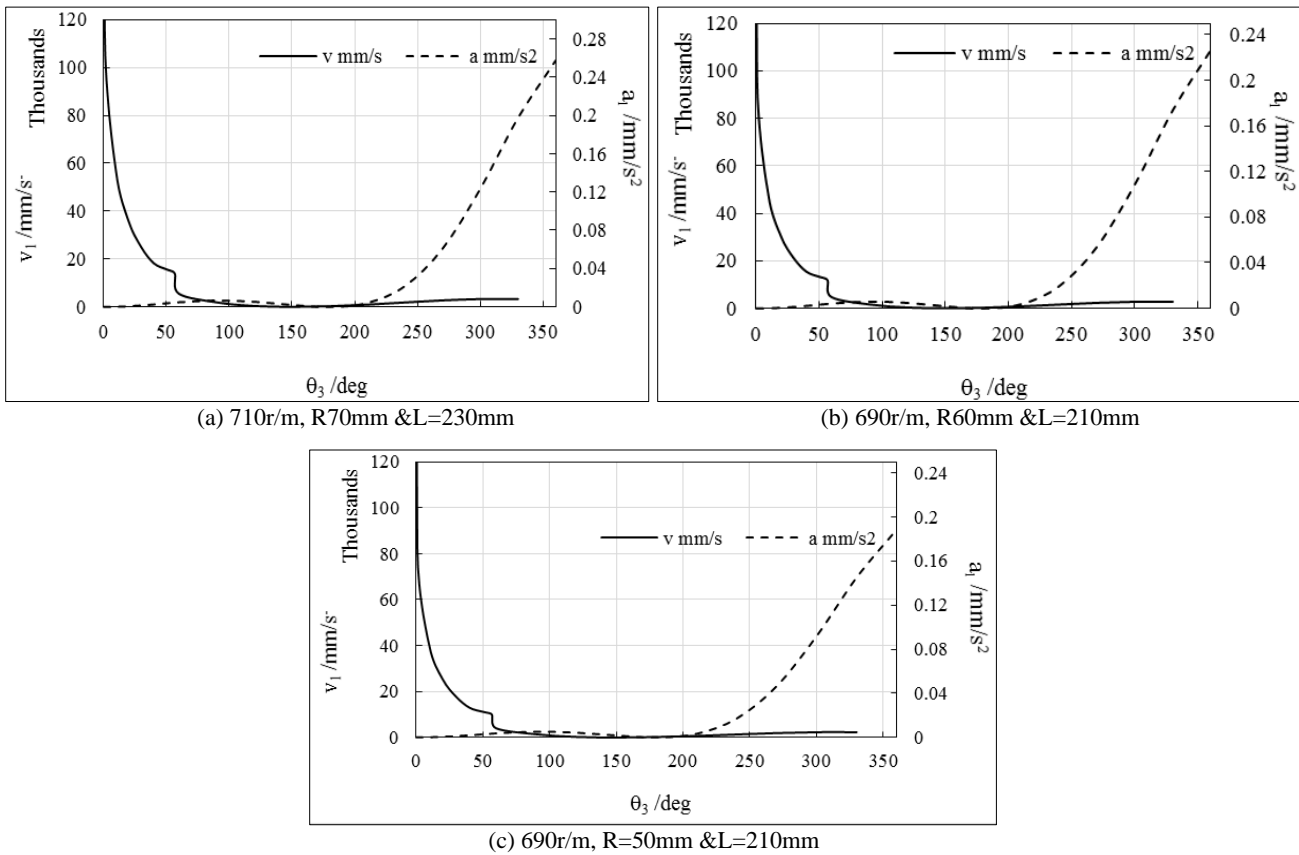 120
100
80
60
40
20
0
Thousands
v₁ /mm/s⁻
v mm/s a mm/s2
0.28
0.24
0.2
0.16
0.12
0.08
0.04
0
a₁ /mm/s²
0 50 100 150 200 250 300 350
θ₃ /deg
(a) 710r/m, R70mm &L=230mm
120
100
80
60
40
20
0
Thousands
v₁ /mm/s⁻
v mm/s a mm/s2
0.24
0.2
0.16
0.12
0.08
0.04
0
a₁ /mm/s²
0 50 100 150 200 250 300 350
θ₃ /deg
(b) 690r/m, R60mm &L=210mm
120
100
80
60
40
20
0
Thousands
v₁ /mm/s⁻
v mm/s a mm/s2
0.24
0.2
0.16
0.12
0.08
0.04
0
a₁ /mm/s²
0 50 100 150 200 250 300 350
θ₃ /deg
(c) 690r/m, R=50mm &L=210mm